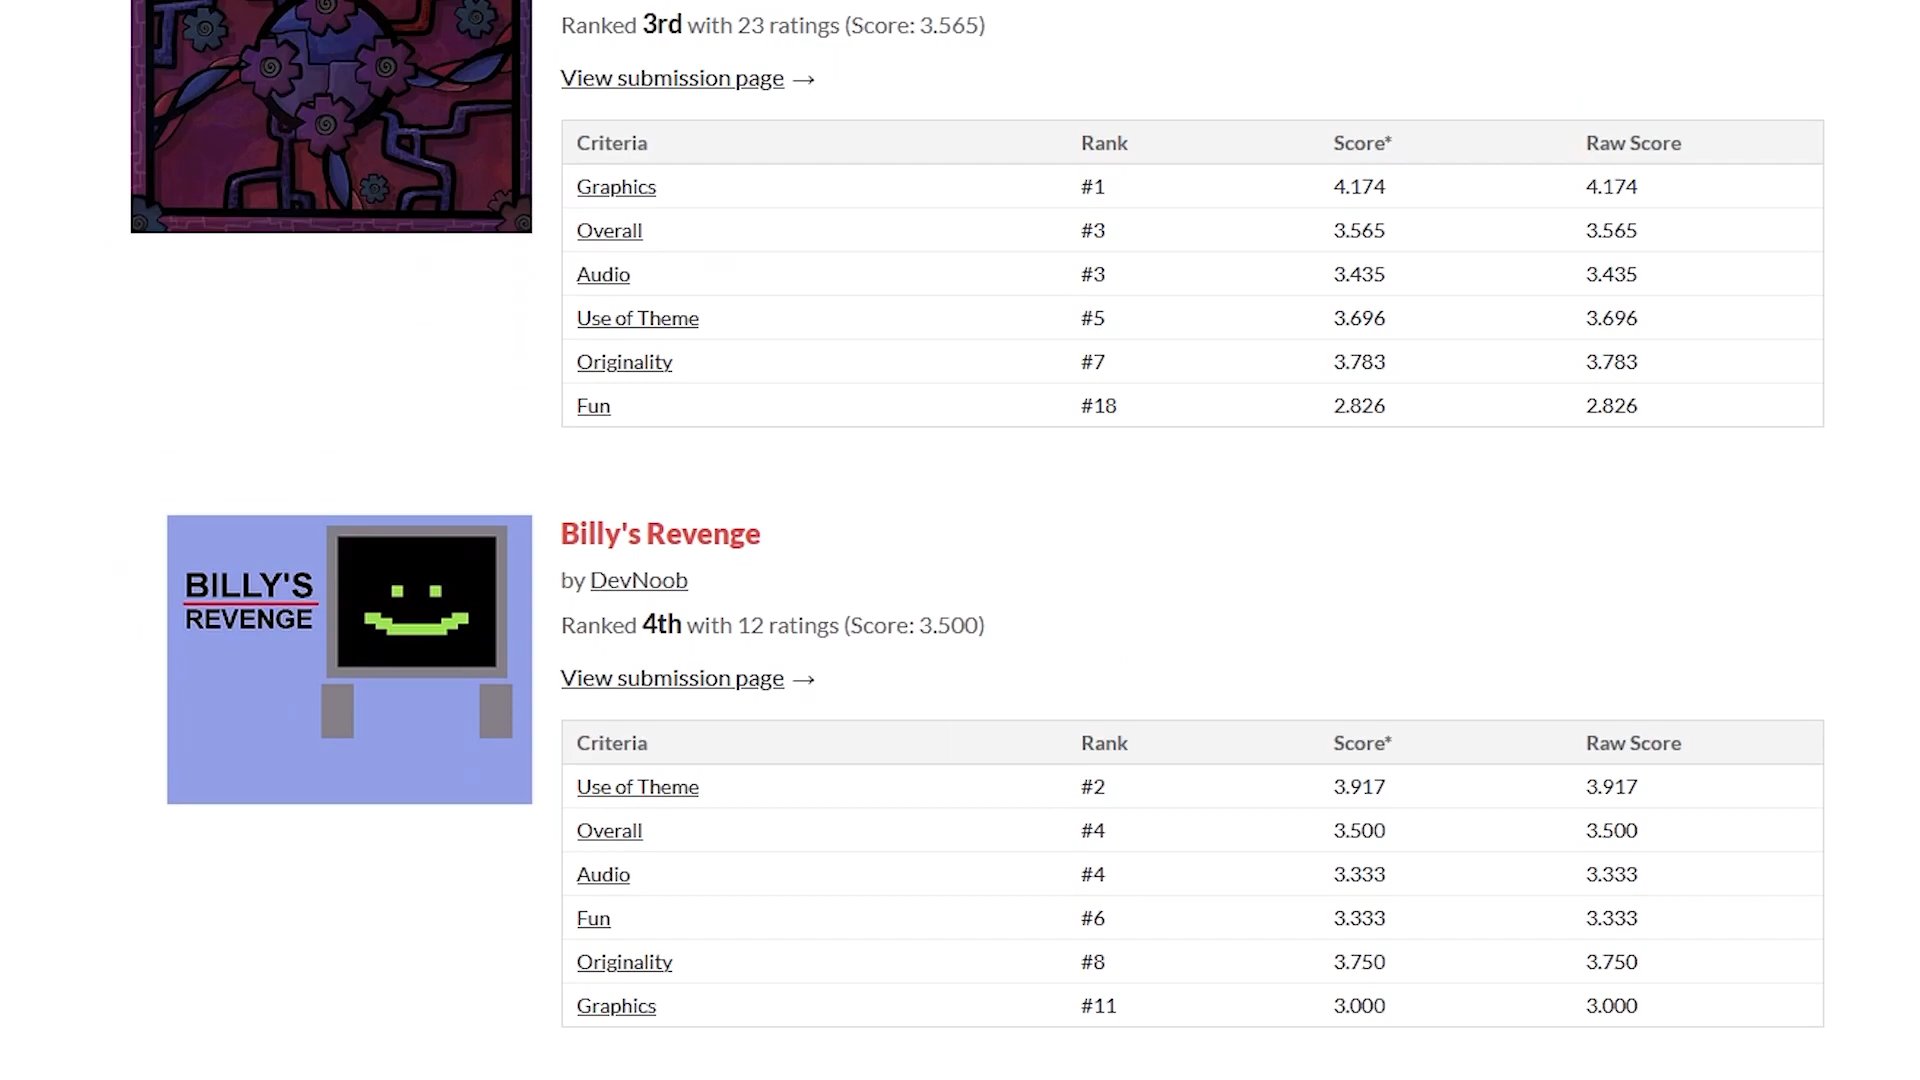 Ranked 3rd with 23 ratings (Score: 3.565)
View submission page →
Criteria Rank Score* Raw Score
Graphics #1 4.174 4.174
Overall #3 3.565 3.565
Audio #3 3.435 3.435
Use of Theme #5 3.696 3.696
Originality #7 3.783 3.783
Fun #18 2.826 2.826
BILLY'S
REVENGE
Billy's Revenge
by DevNoob
Ranked 4th with 12 ratings (Score: 3.500)
View submission page →
Criteria Rank Score* Raw Score
Use of Theme #2 3.917 3.917
Overall #4 3.500 3.500
Audio #4 3.333 3.333
Fun #6 3.333 3.333
Originality #8 3.750 3.750
Graphics #11 3.000 3.000